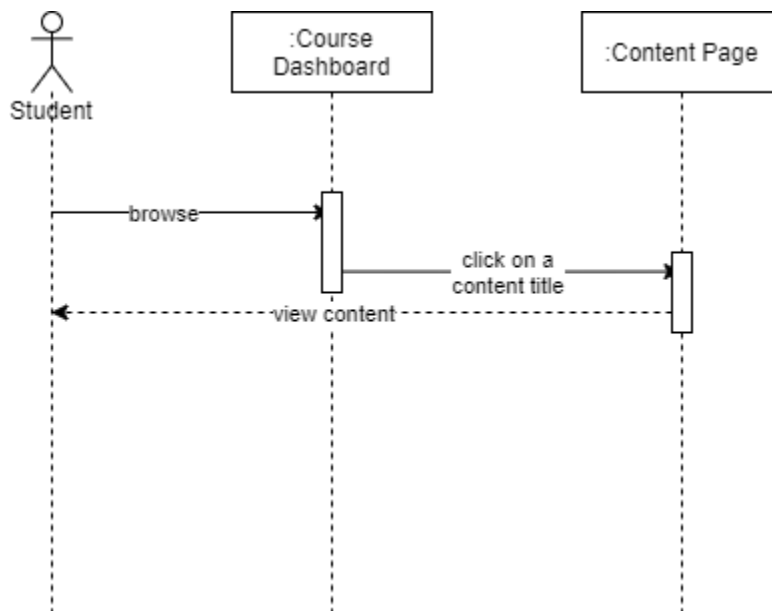 :Course
Dashboard
:Content Page
Student
browse
click on a
content title
view content